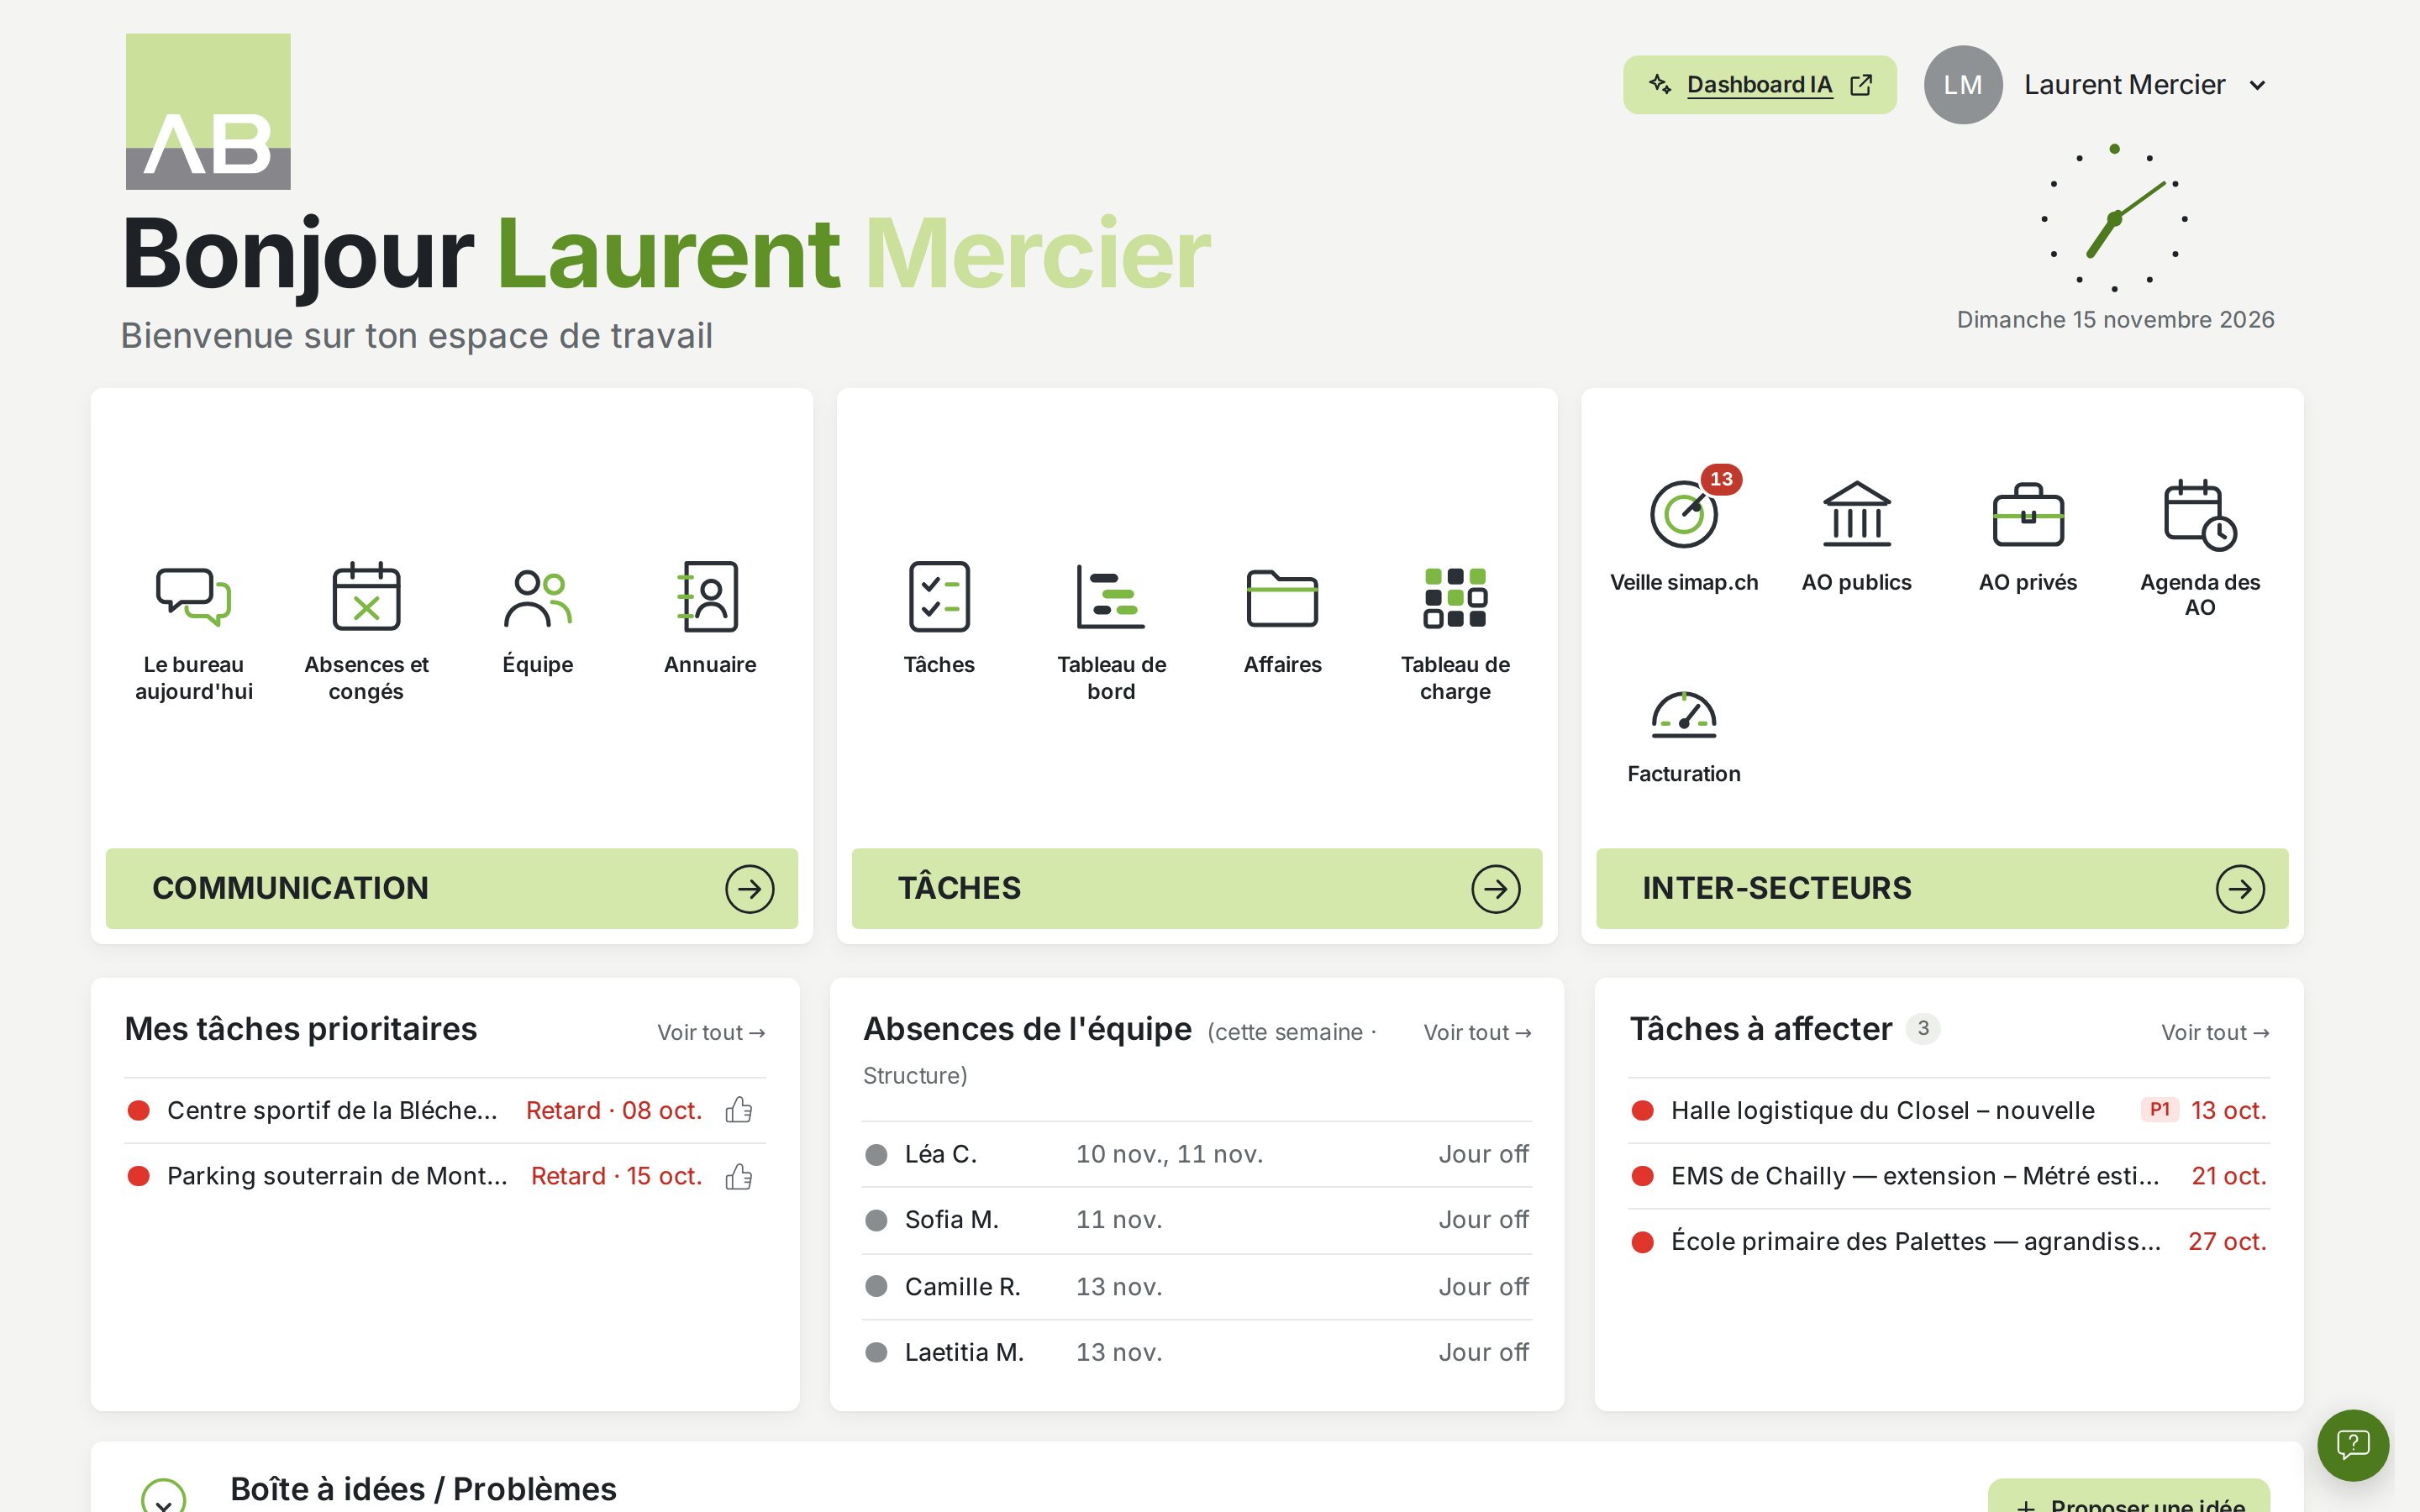 AB
Dashboard IA
LM
Laurent Mercier
Bonjour Laurent Mercier
Bienvenue sur ton espace de travail
Dimanche 15 novembre 2026
Le bureau
aujourd'hui
Absences et
congés
Équipe
Annuaire
COMMUNICATION
Tâches
Tableau de
bord
Affaires
Tableau de
charge
TÂCHES
13
Veille simap.ch
AO publics
AO privés
Agenda des
AO
Facturation
INTER-SECTEURS
Mes tâches prioritaires
Voir tout →
Centre sportif de la Bléche... Retard · 08 oct.
Parking souterrain de Mont... Retard · 15 oct.
Absences de l'équipe (cette semaine ·
Structure)
Voir tout →
Léa C. 10 nov., 11 nov. Jour off
Sofia M. 11 nov. Jour off
Camille R. 13 nov. Jour off
Laetitia M. 13 nov. Jour off
Tâches à affecter 3
Voir tout →
Halle logistique du Closel – nouvelle P1 13 oct.
EMS de Chailly — extension – Métré esti... 21 oct.
École primaire des Palettes — agrandiss... 27 oct.
Boîte à idées / Problèmes
+ Proposer une idée